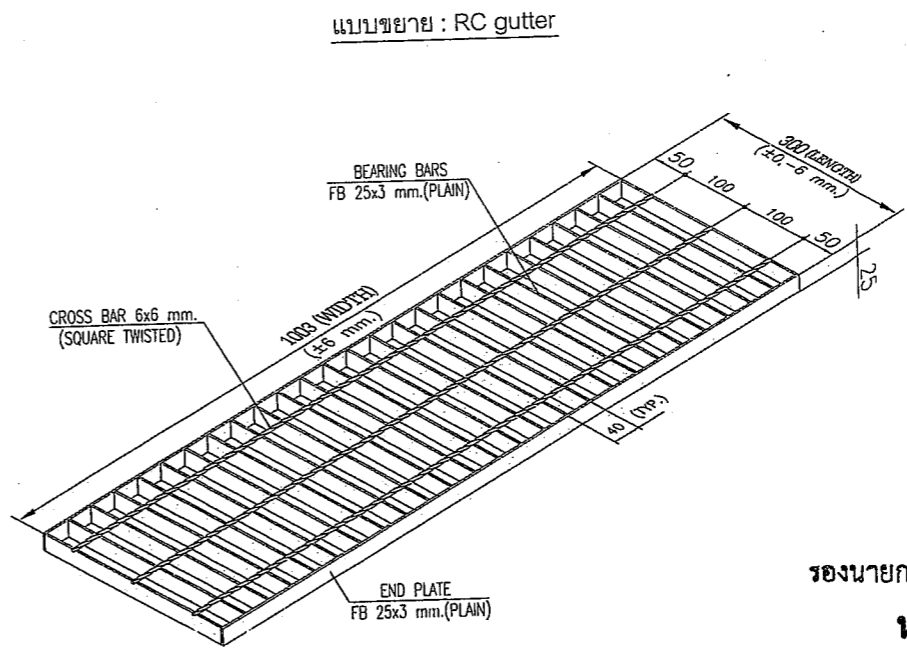 แบบขยาย : RC gutter
300 (LENGTH)
(±0,-6 mm.)
50
100
100
50
25
BEARING BARS
FB 25x3 mm.(PLAIN)
1003 (WIDTH)
(±6 mm.)
CROSS BAR 6x6 mm.
(SQUARE TWISTED)
40 (TYP.)
END PLATE
FB 25x3 mm.(PLAIN)
รองนายก